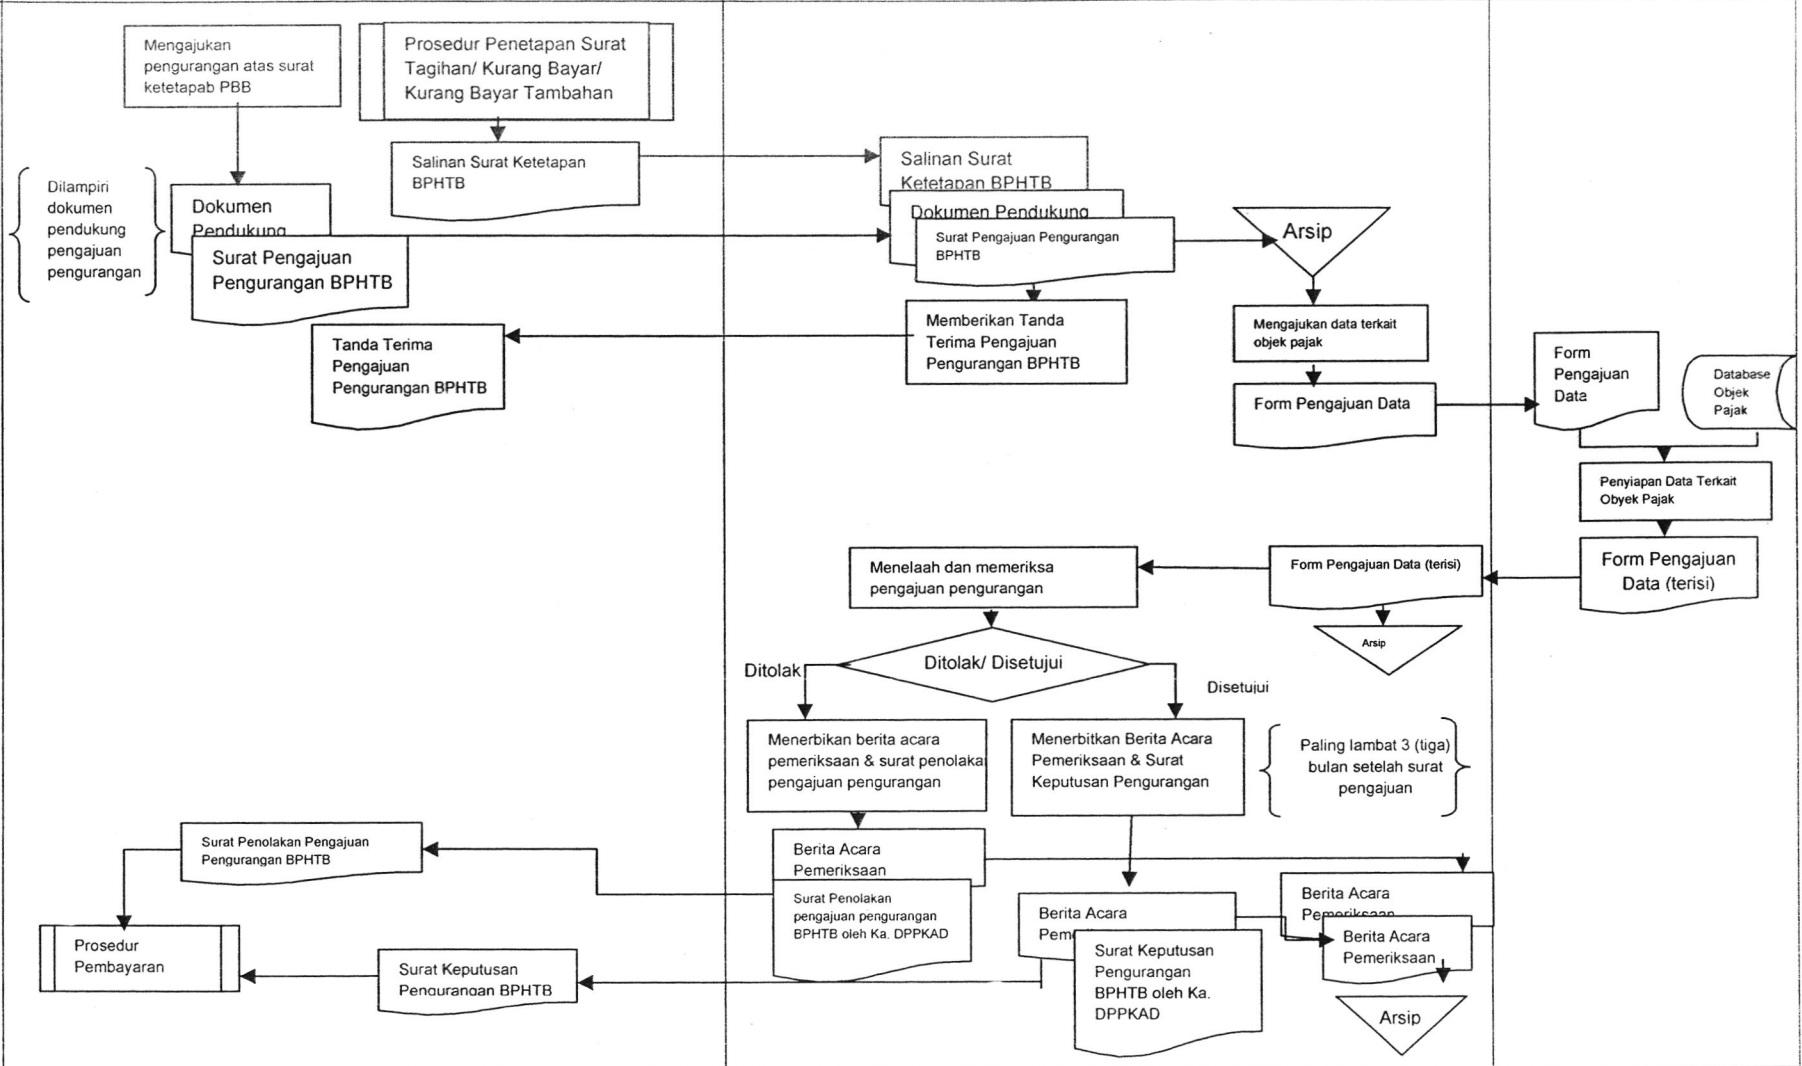 Mengajukan
pengurangan atas surat
ketetapab PBB
Prosedur Penetapan Surat
Tagihan/ Kurang Bayar/
Kurang Bayar Tambahan
Salinan Surat Ketetapan
BPHTB
Dilampiri
dokumen
pendukung
pengajuan
pengurangan
Dokumen
Pendukung
Surat Pengajuan
Pengurangan BPHTB
Tanda Terima
Pengajuan
Pengurangan BPHTB
Salinan Surat
Ketetapan BPHTB
Dokumen Pendukung
Surat Pengajuan Pengurangan
BPHTB
Memberikan Tanda
Terima Pengajuan
Pengurangan BPHTB
Arsip
Mengajukan data terkait
objek pajak
Form Pengajuan Data
Form
Pengajuan
Data
Database
Objek
Pajak
Penyiapan Data Terkait
Obyek Pajak
Form Pengajuan
Data (terisi)
Form Pengajuan Data (terisi)
Arsip
Menelaah dan memeriksa
pengajuan pengurangan
Ditolak/ Disetujui
Ditolak
Disetujui
Menerbikan berita acara
pemeriksaan & surat penolaka
pengajuan pengurangan
Menerbitkan Berita Acara
Pemeriksaan & Surat
Keputusan Pengurangan
Paling lambat 3 (tiga)
bulan setelah surat
pengajuan
Berita Acara
Pemeriksaan
Surat Penolakan
pengajuan pengurangan
BPHTB oleh Ka. DPPKAD
Surat Penolakan Pengajuan
Pengurangan BPHTB
Prosedur
Pembayaran
Surat Keputusan
Pengurangan BPHTB
Berita Acara
Pem
Surat Keputusan
Pengurangan
BPHTB oleh Ka.
DPPKAD
Berita Acara
Pemeriksaan
Berita Acara
Pemeriksaan
Arsip